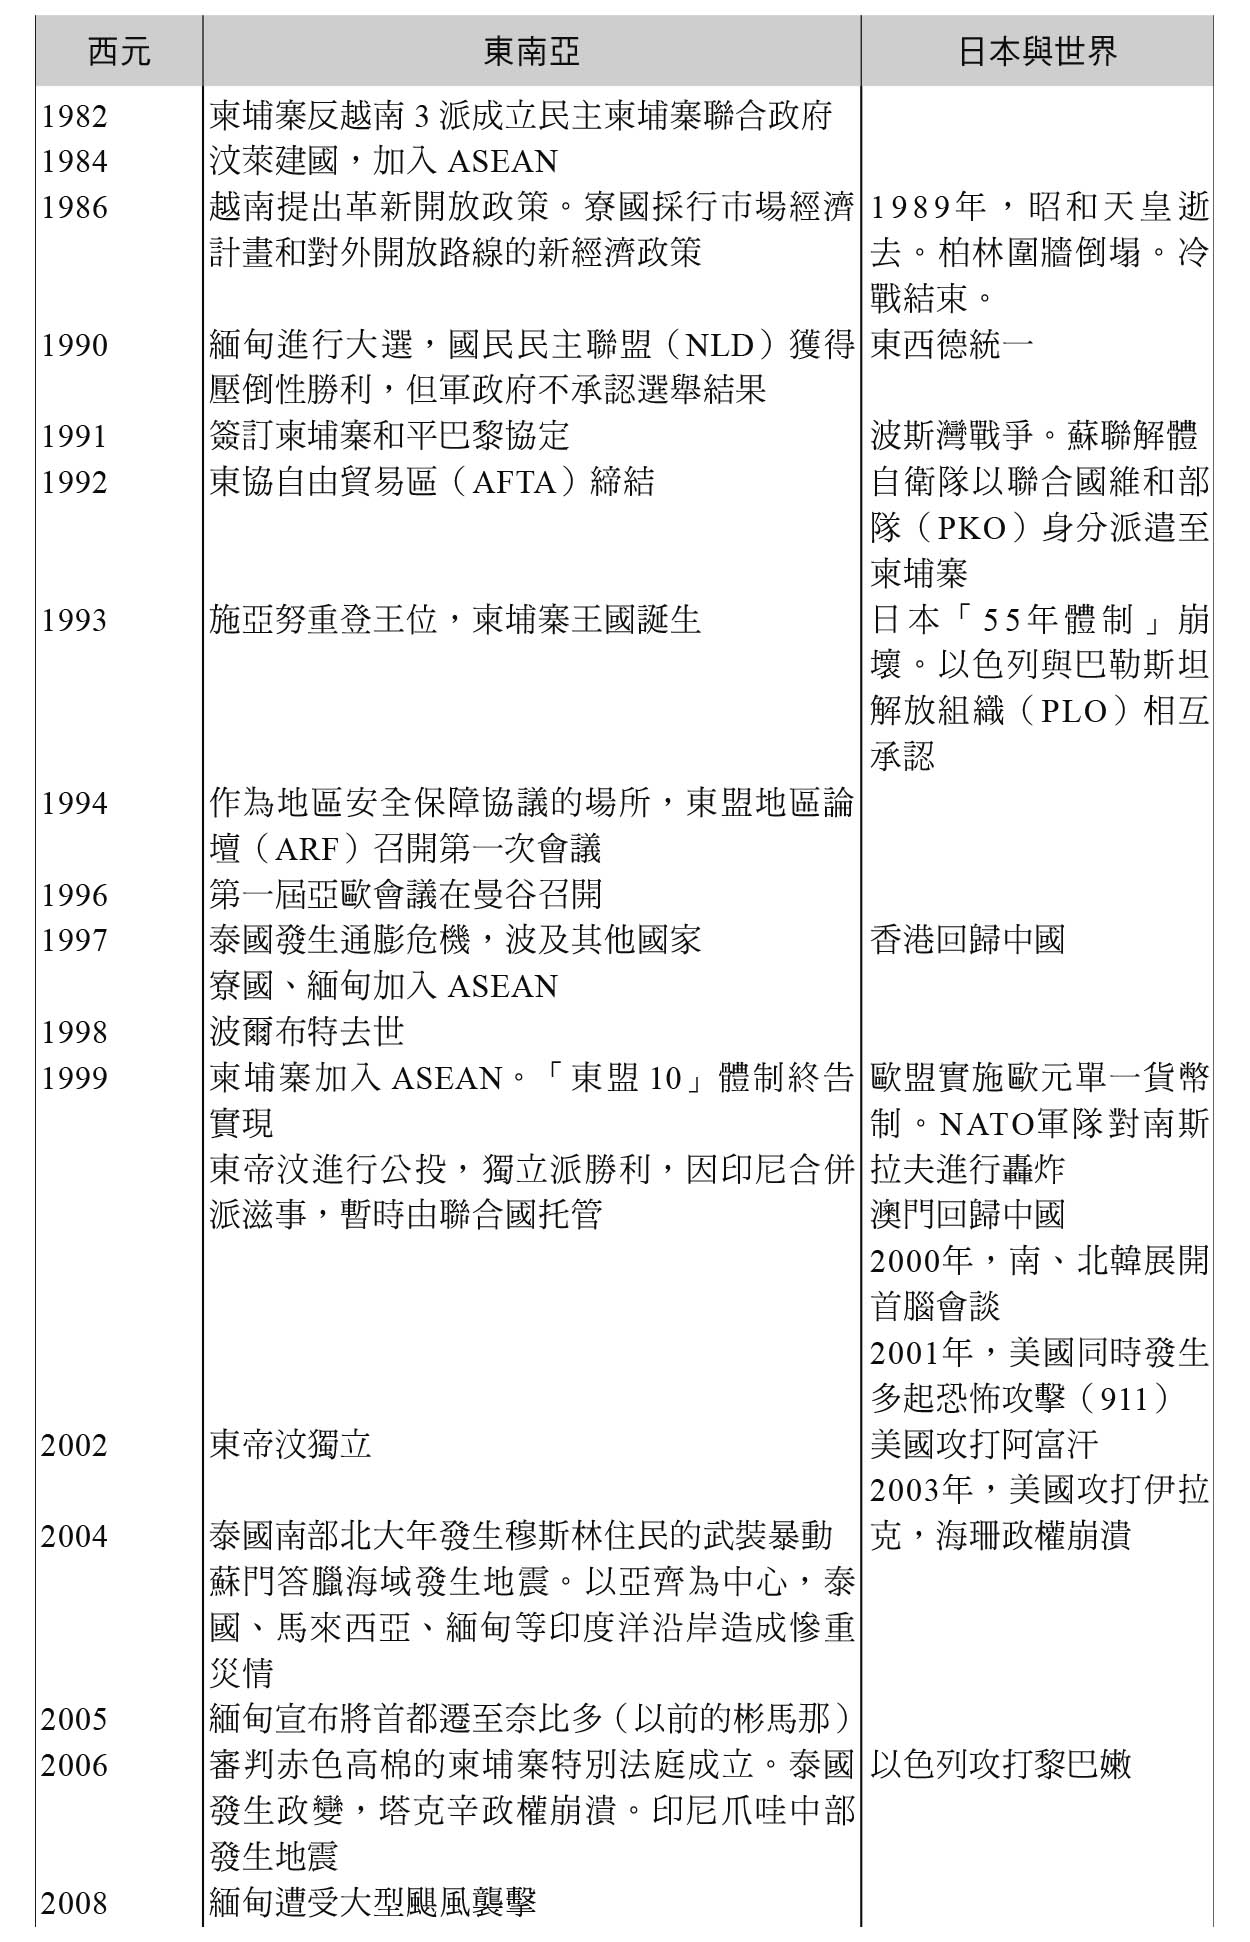 西元 東南亞 日本與世界
1982 柬埔寨反越南 3 派成立民主柬埔寨聯合政府
1984 汶萊建國，加入 ASEAN
1986 越南提出革新開放政策。寮國採行市場經濟 1989年，昭和天皇逝
計畫和對外開放路線的新經濟政策 去。柏林圍牆倒塌。冷
戰結束。
1990 緬甸進行大選，國民民主聯盟（NLD）獲得 東西德統一
壓倒性勝利，但軍政府不承認選舉結果
1991 簽訂柬埔寨和平巴黎協定 波斯灣戰爭。蘇聯解體
1992 東協自由貿易區（AFTA）締結 自衛隊以聯合國維和部
隊（PKO）身分派遣至
柬埔寨
1993 施亞努重登王位，柬埔寨王國誕生 日本「55年體制」崩
壞。以色列與巴勒斯坦
解放組織（PLO）相互
承認
1994 作為地區安全保障協議的場所，東盟地區論
壇（ARF）召開第一次會議
1996 第一屆亞歐會議在曼谷召開
1997 泰國發生通膨危機，波及其他國家 香港回歸中國
寮國、緬甸加入 ASEAN
1998 波爾布特去世
1999 柬埔寨加入 ASEAN。「東盟 10」體制終告 歐盟實施歐元單一貨幣
實現 制。NATO軍隊對南斯
東帝汶進行公投，獨立派勝利，因印尼合併 拉夫進行轟炸
派滋事，暫時由聯合國托管 澳門回歸中國
2000年，南、北韓展開
首腦會談
2001年，美國同時發生
多起恐怖攻擊（911）
2002 東帝汶獨立 美國攻打阿富汗
2003年，美國攻打伊拉
2004 泰國南部北大年發生穆斯林住民的武裝暴動 克，海珊政權崩潰
蘇門答臘海域發生地震。以亞齊為中心，泰
國、馬來西亞、緬甸等印度洋沿岸造成慘重
災情
2005 緬甸宣布將首都遷至奈比多（以前的彬馬那）
2006 審判赤色高棉的柬埔寨特別法庭成立。泰國 以色列攻打黎巴嫩
發生政變，塔克辛政權崩潰。印尼爪哇中部
發生地震
2008 緬甸遭受大型颶風襲擊